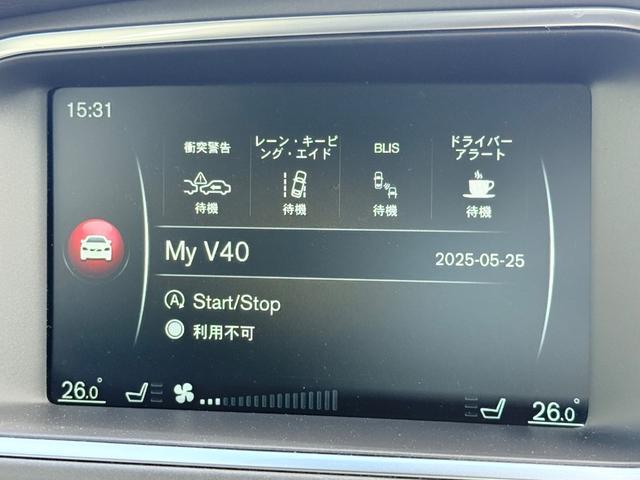 15:31
衝突警告
レーン・キーピ
ング・エイド
BLIS
ドライバー
アラート
待機
待機
待機
待機
My V40
2025-05-25
Start/Stop
利用不可
26.0°
26.0°